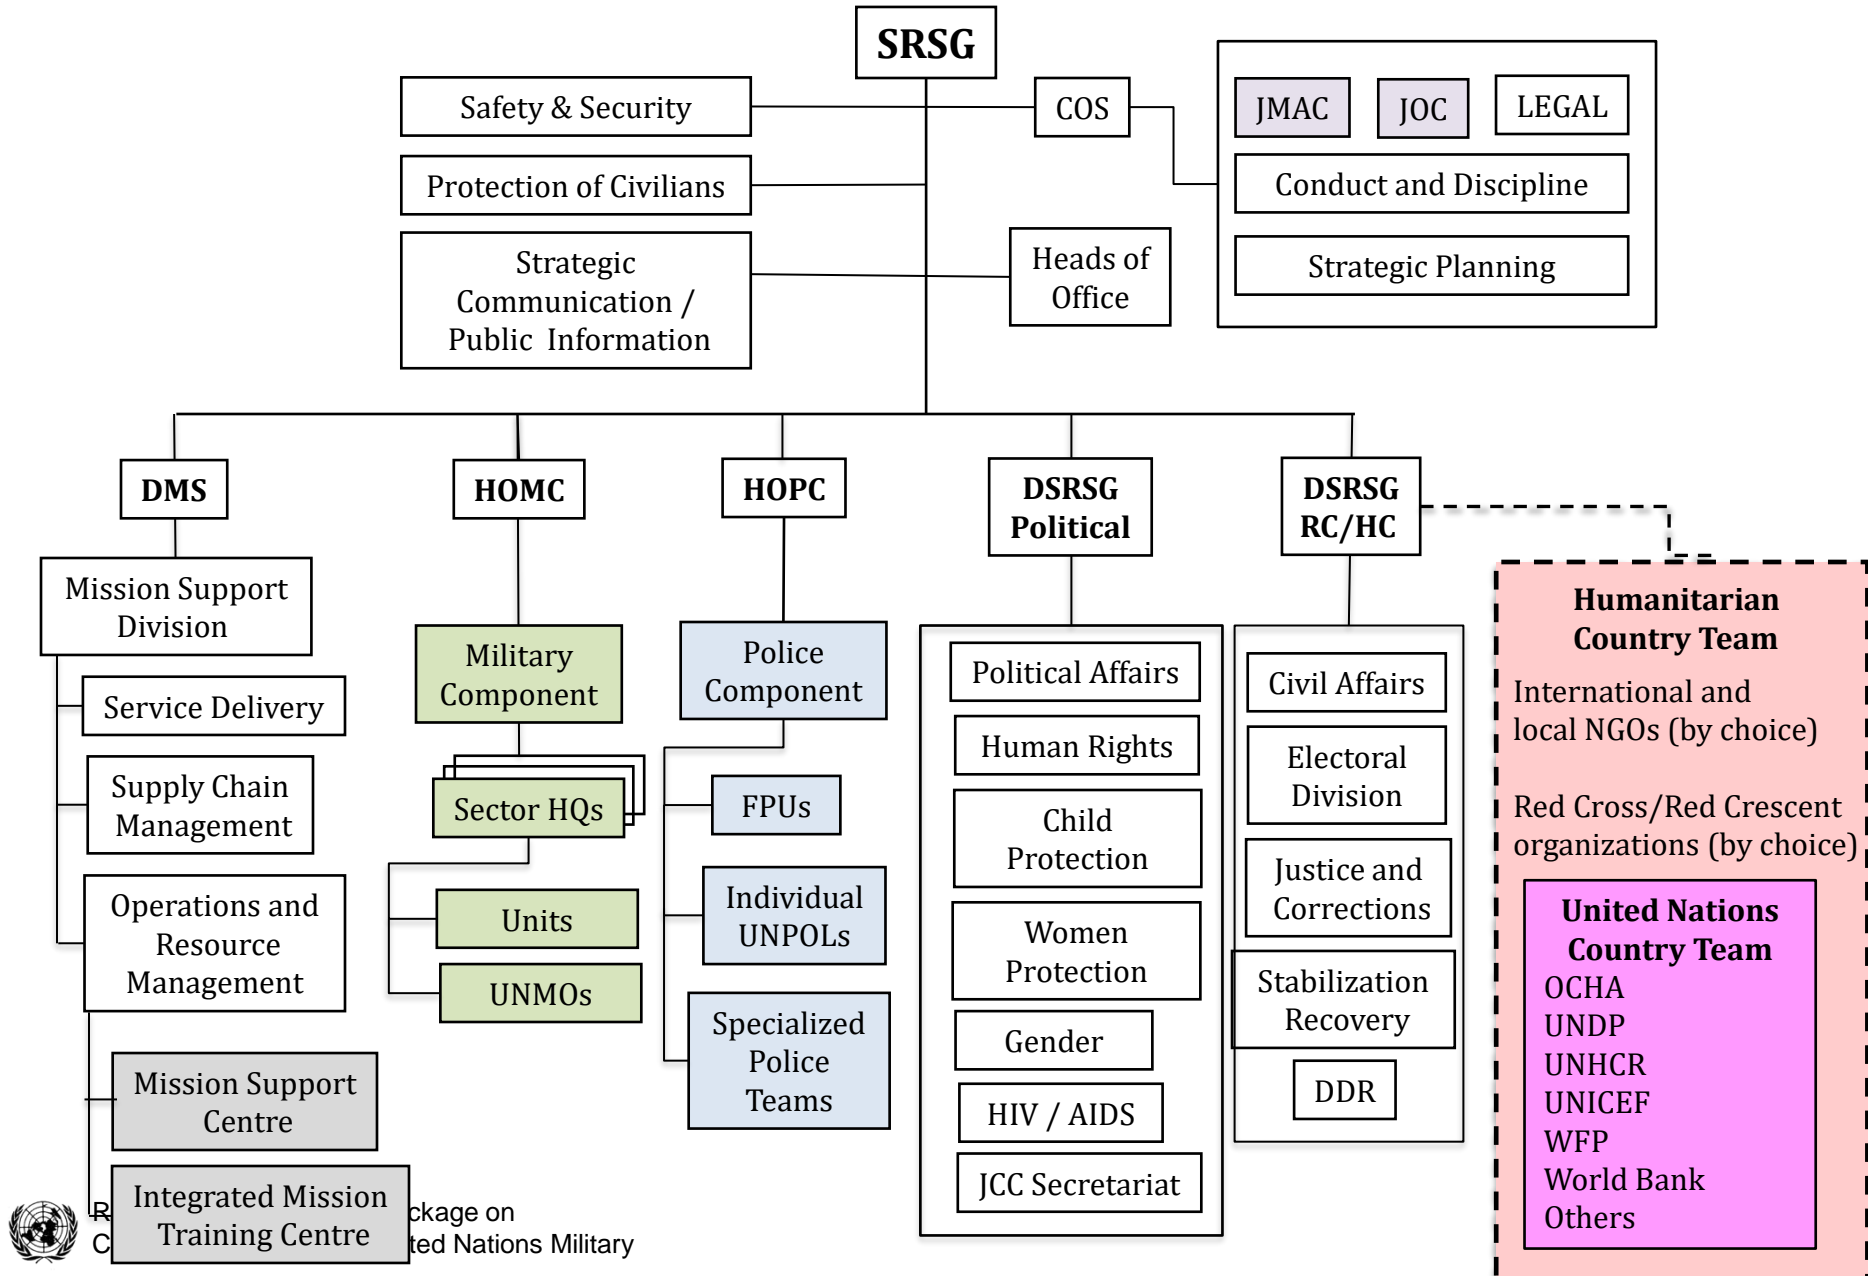 SRSG
Safety & Security
COS
JMAC
JOC
LEGAL
Protection of Civilians
Conduct and Discipline
Strategic
Communication /
Public Information
Heads of
Office
Strategic Planning
DMS
HOMC
HOPC
DSRSG
Political
DSRSG
RC/HC
Mission Support
Division
Service Delivery
Supply Chain
Management
Operations and
Resource
Management
Mission Support
Centre
Integrated Mission
Training Centre
Military
Component
Sector HQs
Units
UNMOs
Police
Component
FPUs
Individual
UNPOLs
Specialized
Police
Teams
Political Affairs
Human Rights
Child
Protection
Women
Protection
Gender
HIV / AIDS
JCC Secretariat
Civil Affairs
Electoral
Division
Justice and
Corrections
Stabilization
Recovery
DDR
Humanitarian
Country Team
International and
local NGOs (by choice)
Red Cross/Red Crescent
organizations (by choice)
United Nations
Country Team
OCHA
UNDP
UNHCR
UNICEF
WFP
World Bank
Others
on
Nations Military